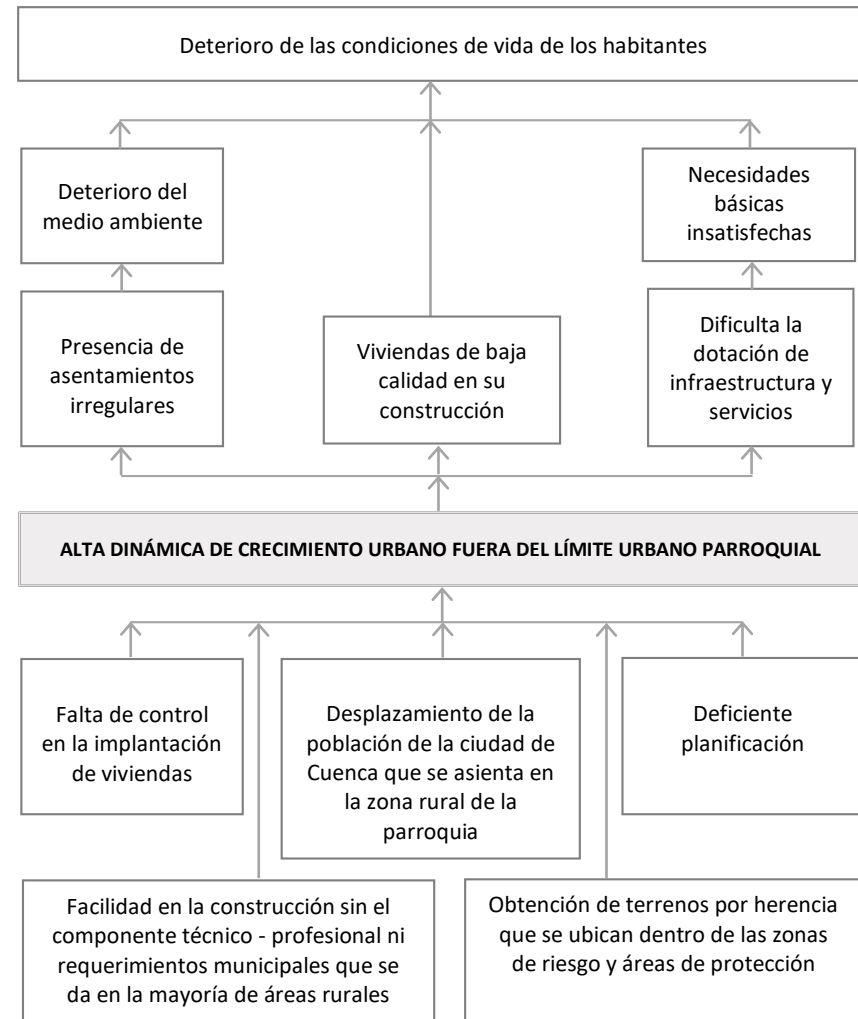 Deterioro de las condiciones de vida de los habitantes
Deterioro del
medio ambiente
Necesidades
básicas
insatisfechas
Presencia de
asentamientos
irregulares
Viviendas de baja
calidad en su
construcción
Dificulta la
dotación de
infraestructura y
servicios
ALTA DINÁMICA DE CRECIMIENTO URBANO FUERA DEL LÍMITE URBANO PARROQUIAL
Falta de control
en la implantación
de viviendas
Desplazamiento de la
población de la ciudad de
Cuenca que se asienta en
la zona rural de la
parroquia
Deficiente
planificación
Facilidad en la construcción sin el
componente técnico - profesional ni
requerimientos municipales que se
da en la mayoría de áreas rurales
Obtención de terrenos por herencia
que se ubican dentro de las zonas
de riesgo y áreas de protección